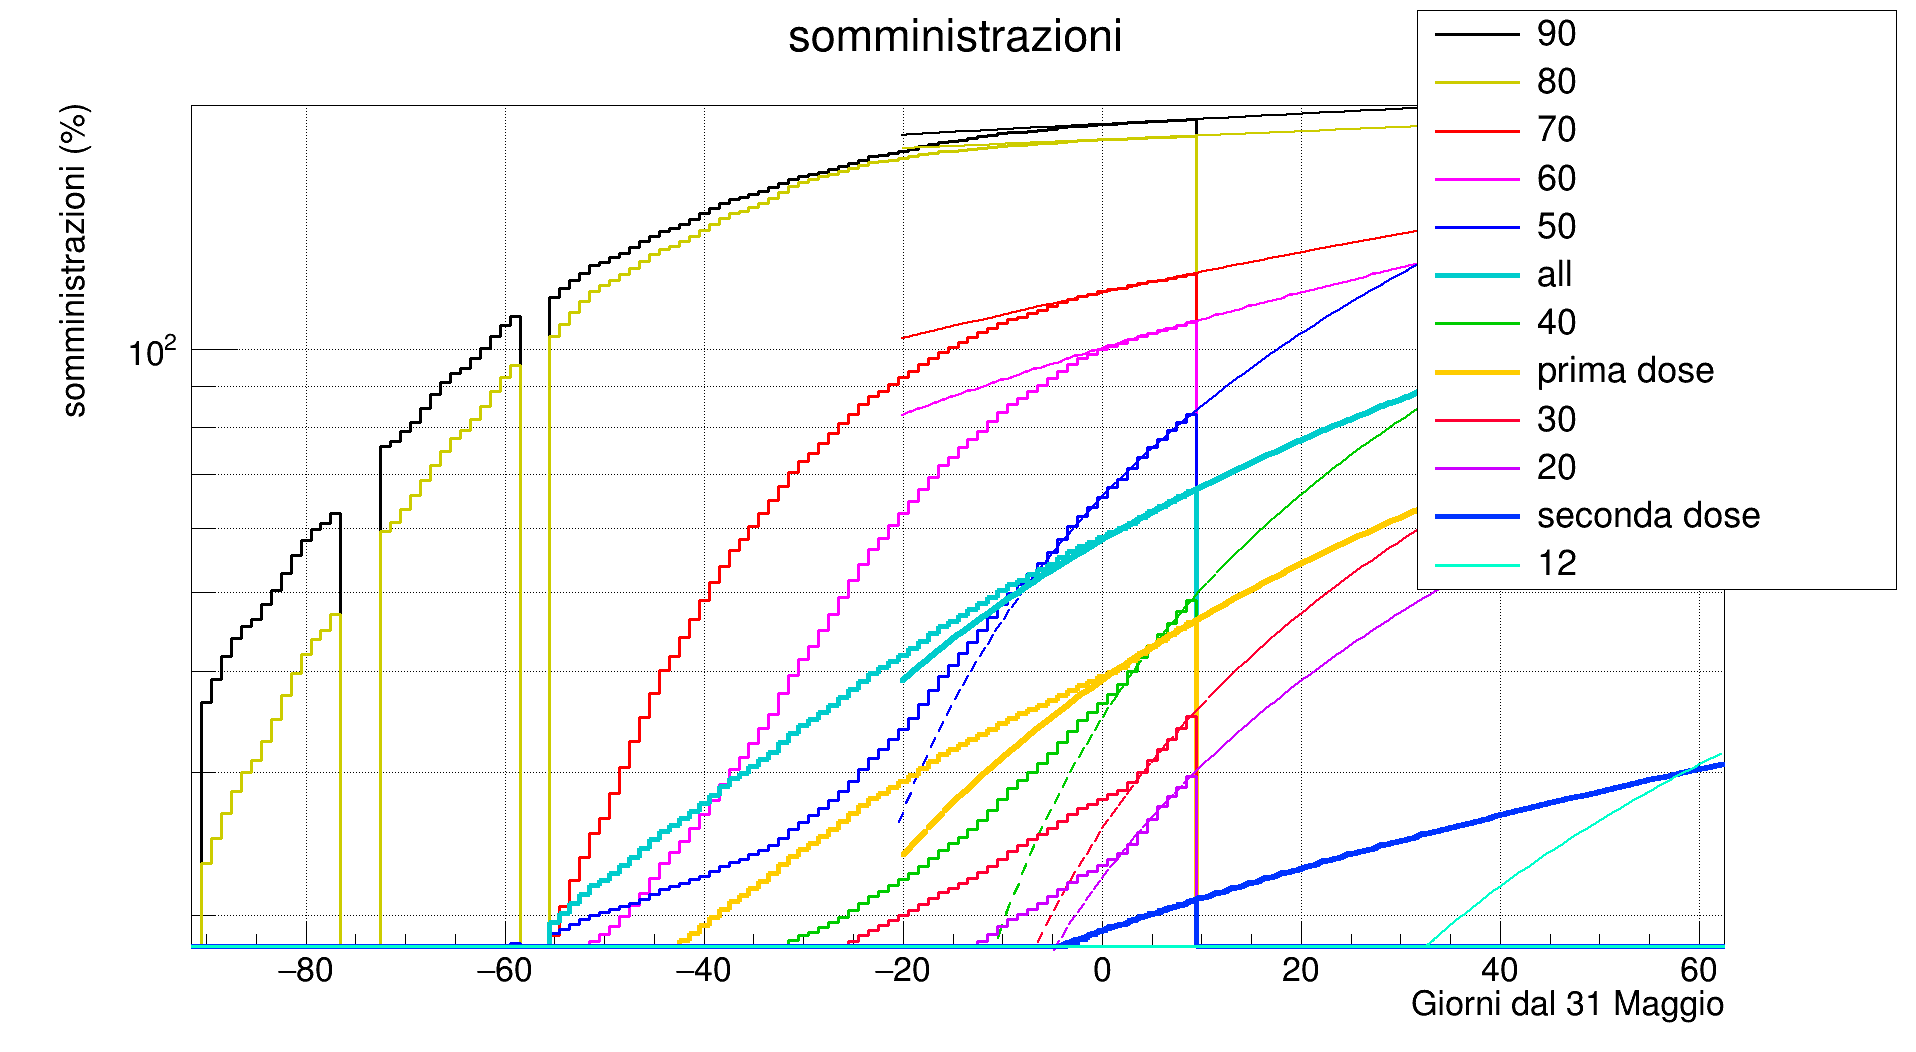 somministrazioni
somministrazioni (%)
10²
−80 −60 −40 −20 0 20 40 60
Giorni dal 31 Maggio
90
80
70
60
50
all
40
prima dose
30
20
seconda dose
12